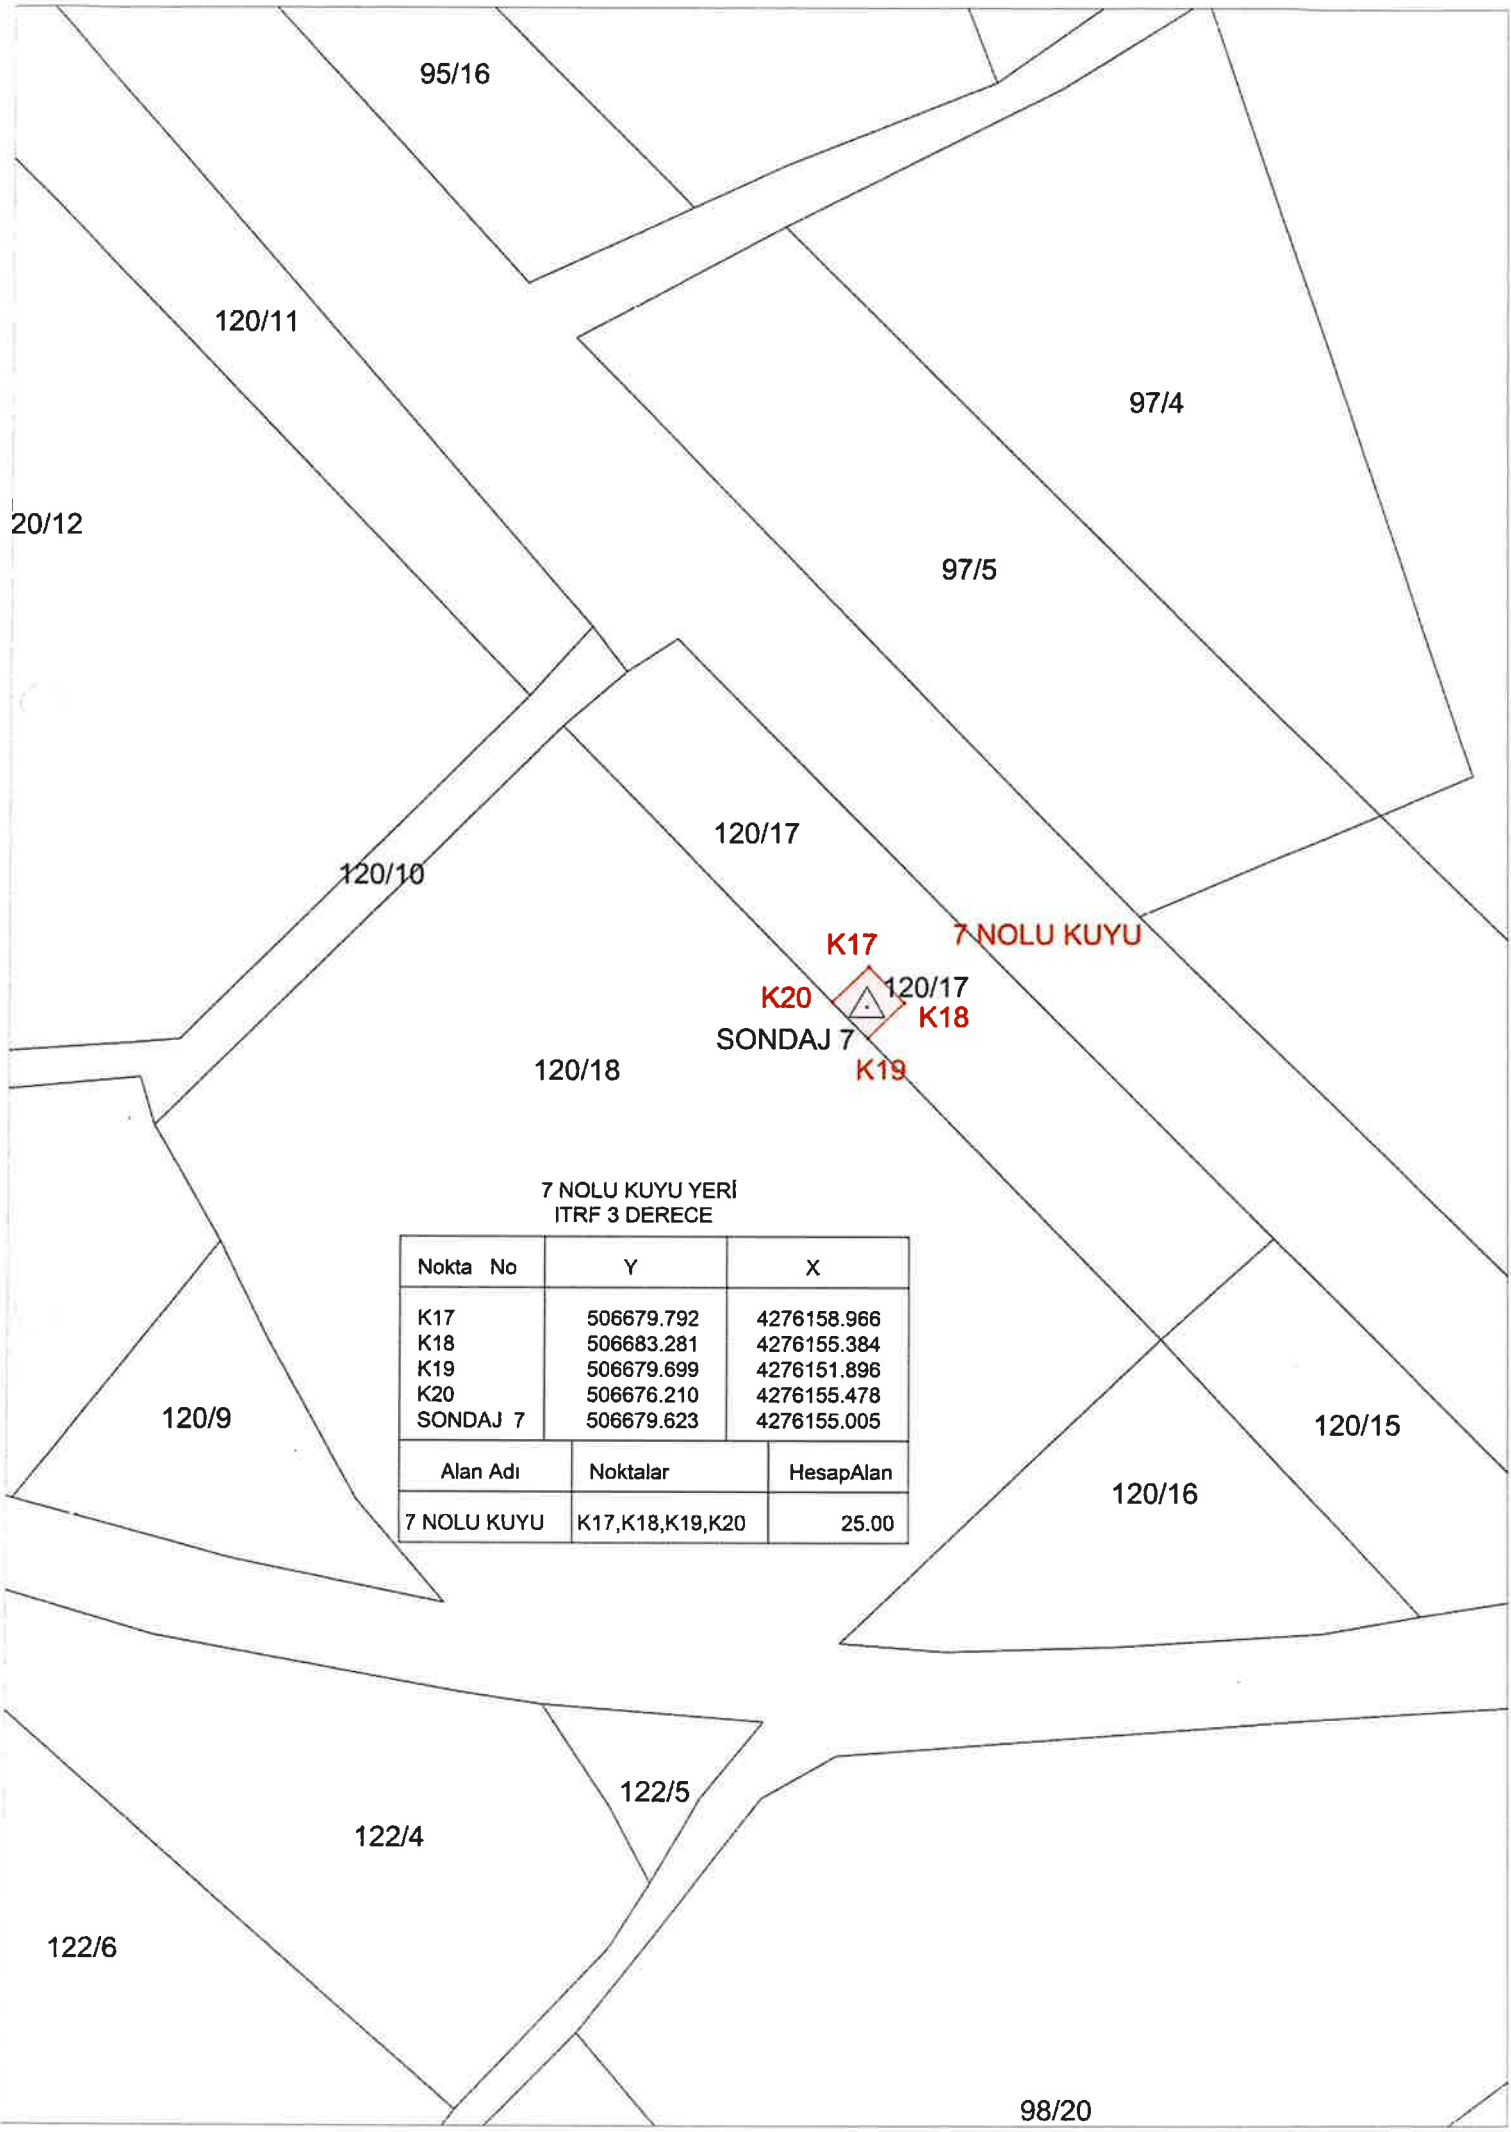 95/16
120/11
97/4
20/12
97/5
120/17
120/10
7 NOLU KUYU
K17
120/17
K20
K18
SONDAJ 7
K19
120/18
7 NOLU KUYU YERİ
ITRF 3 DERECE
Nokta No Y X
K17 506679.792 4276158.966
K18 506683.281 4276155.384
K19 506679.699 4276151.896
K20 506676.210 4276155.478
SONDAJ 7 506679.623 4276155.005
Alan Adı Noktalar HesapAlan
7 NOLU KUYU K17,K18,K19,K20 25.00
120/9
120/15
120/16
122/5
122/4
122/6
98/20